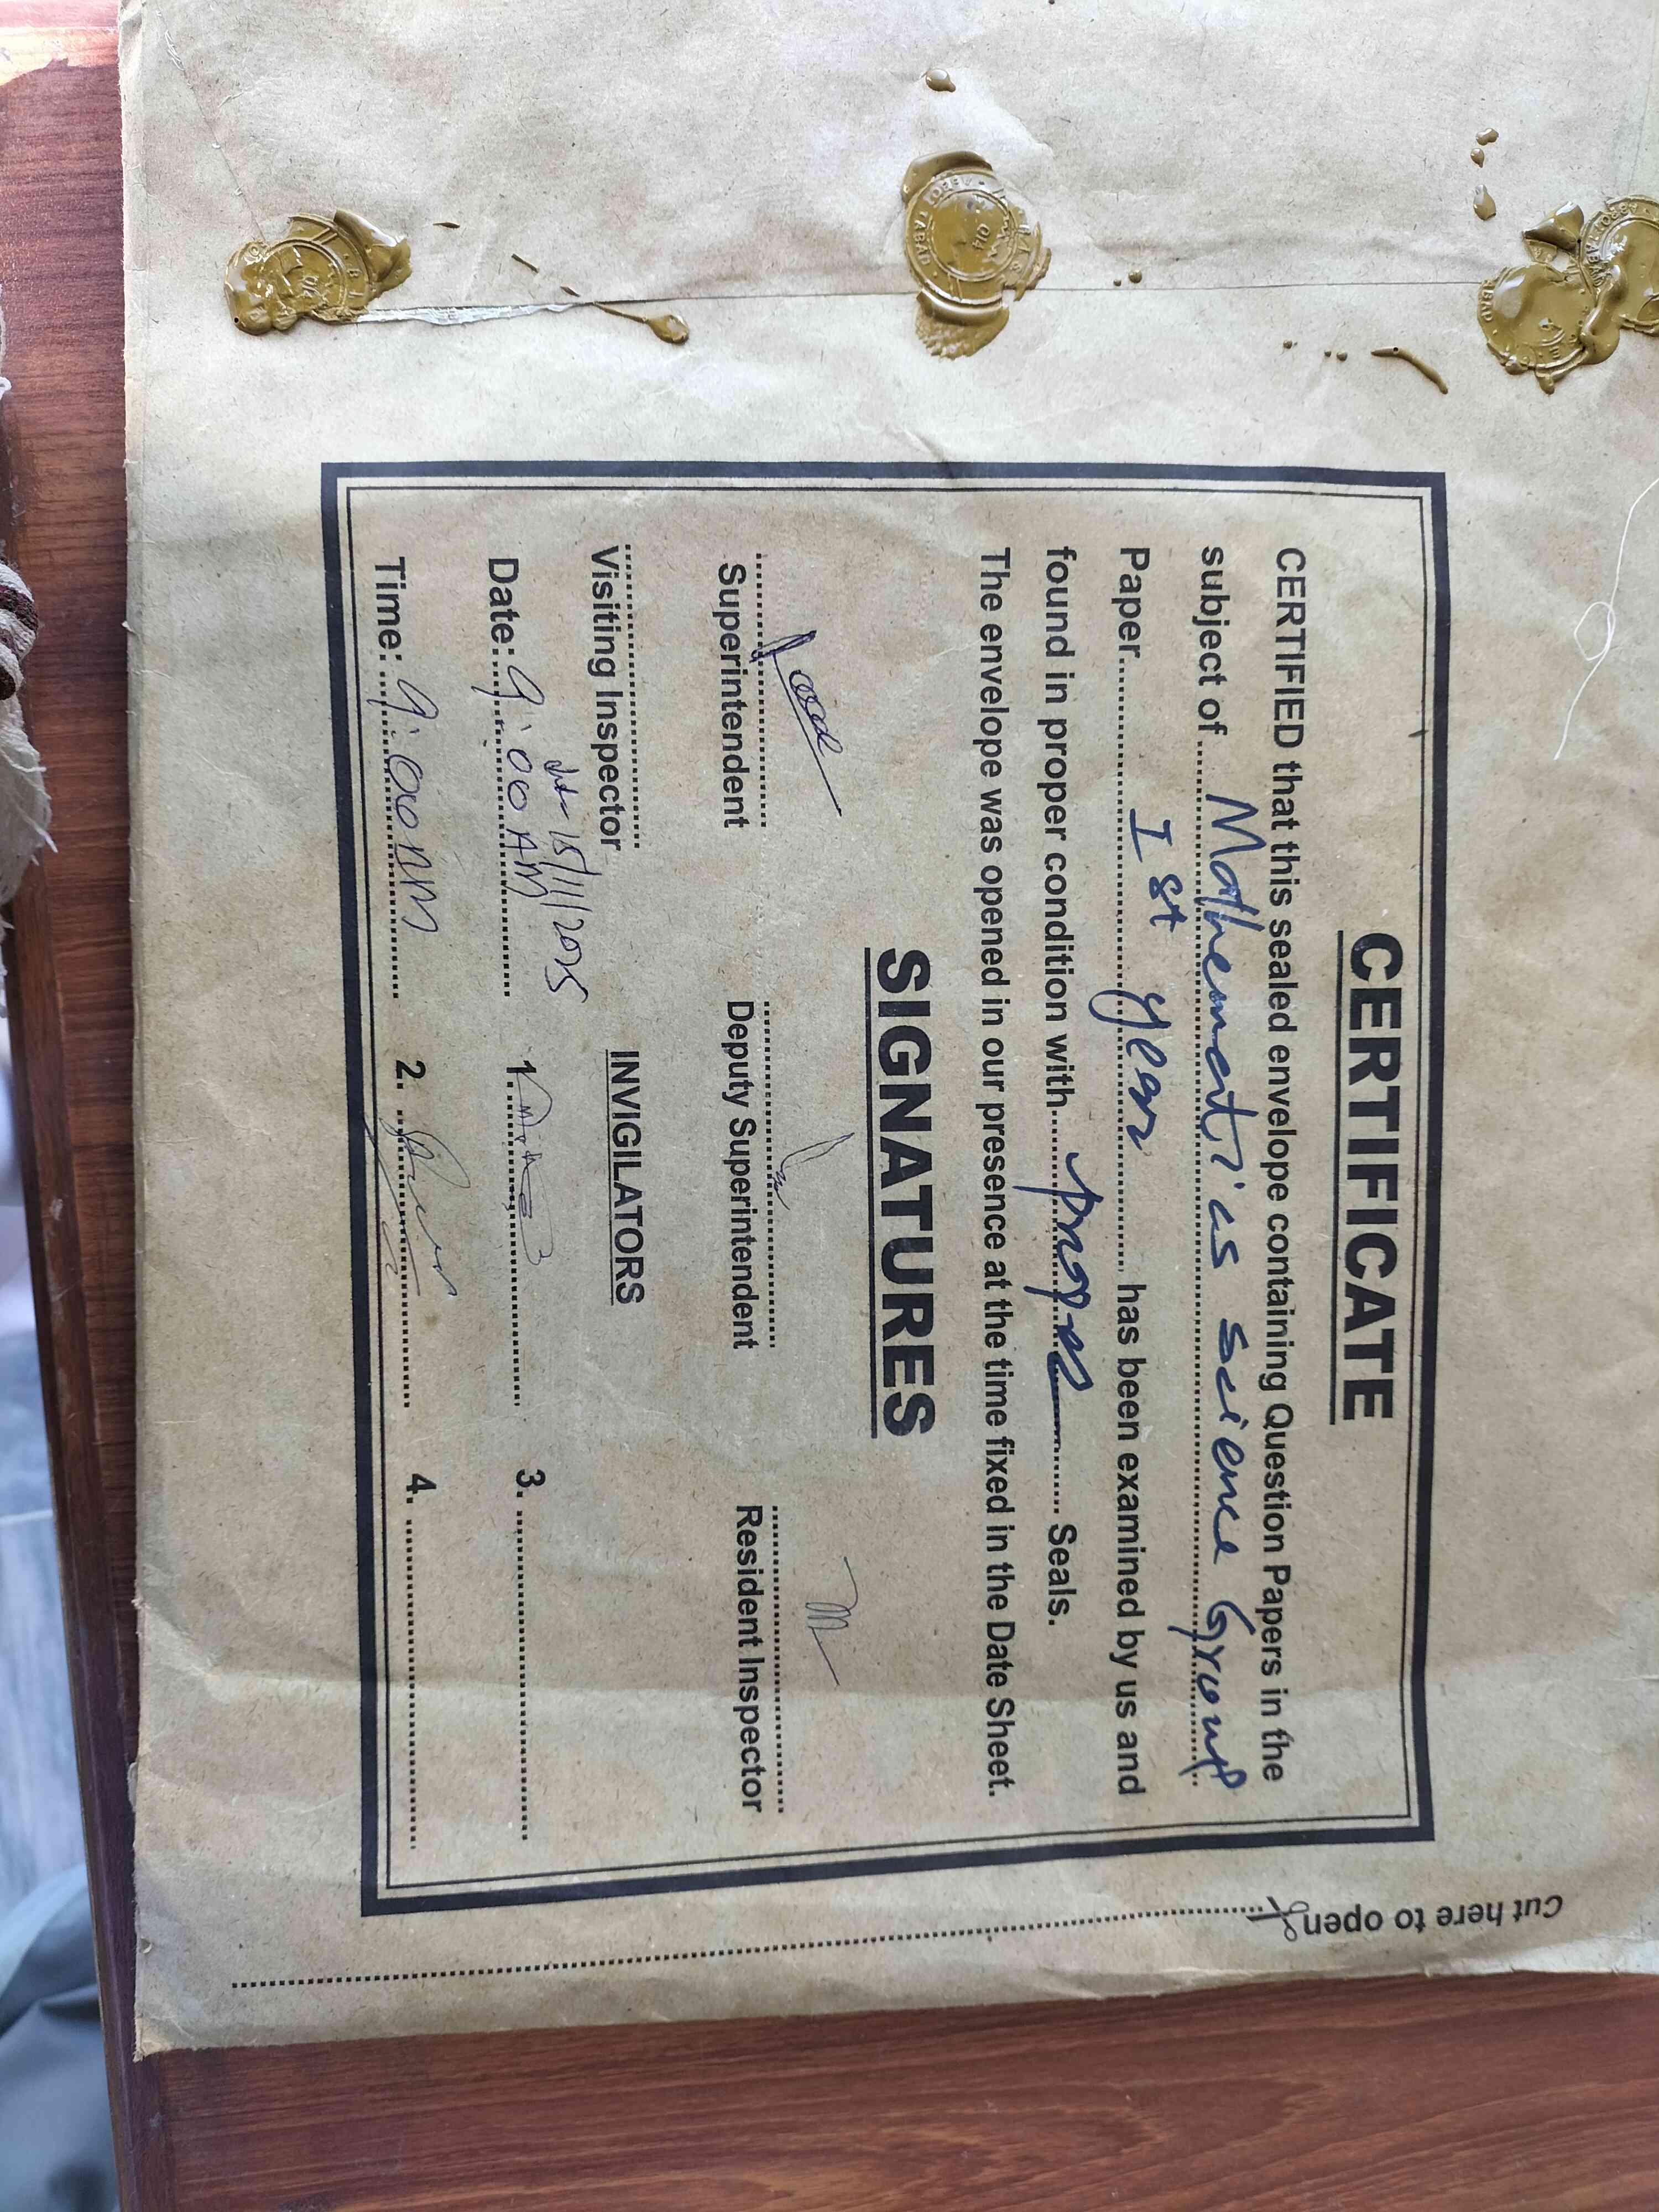 CERTIFICATE
CERTIFIED that this sealed envelope containing Question Papers in the
subject of Mathematics science Group
Paper 1st year has been examined by us and
found in proper condition with proper Seals.
The envelope was opened in our presence at the time fixed in the Date Sheet.
SIGNATURES
Superintendent Deputy Superintendent Resident Inspector
Visiting Inspector INVIGILATORS
15/11/2025
Date: 9:00 AM 1. 3.
Time: 9:00 AM 2. 4.
Cut here to open
ABBOTTABAD